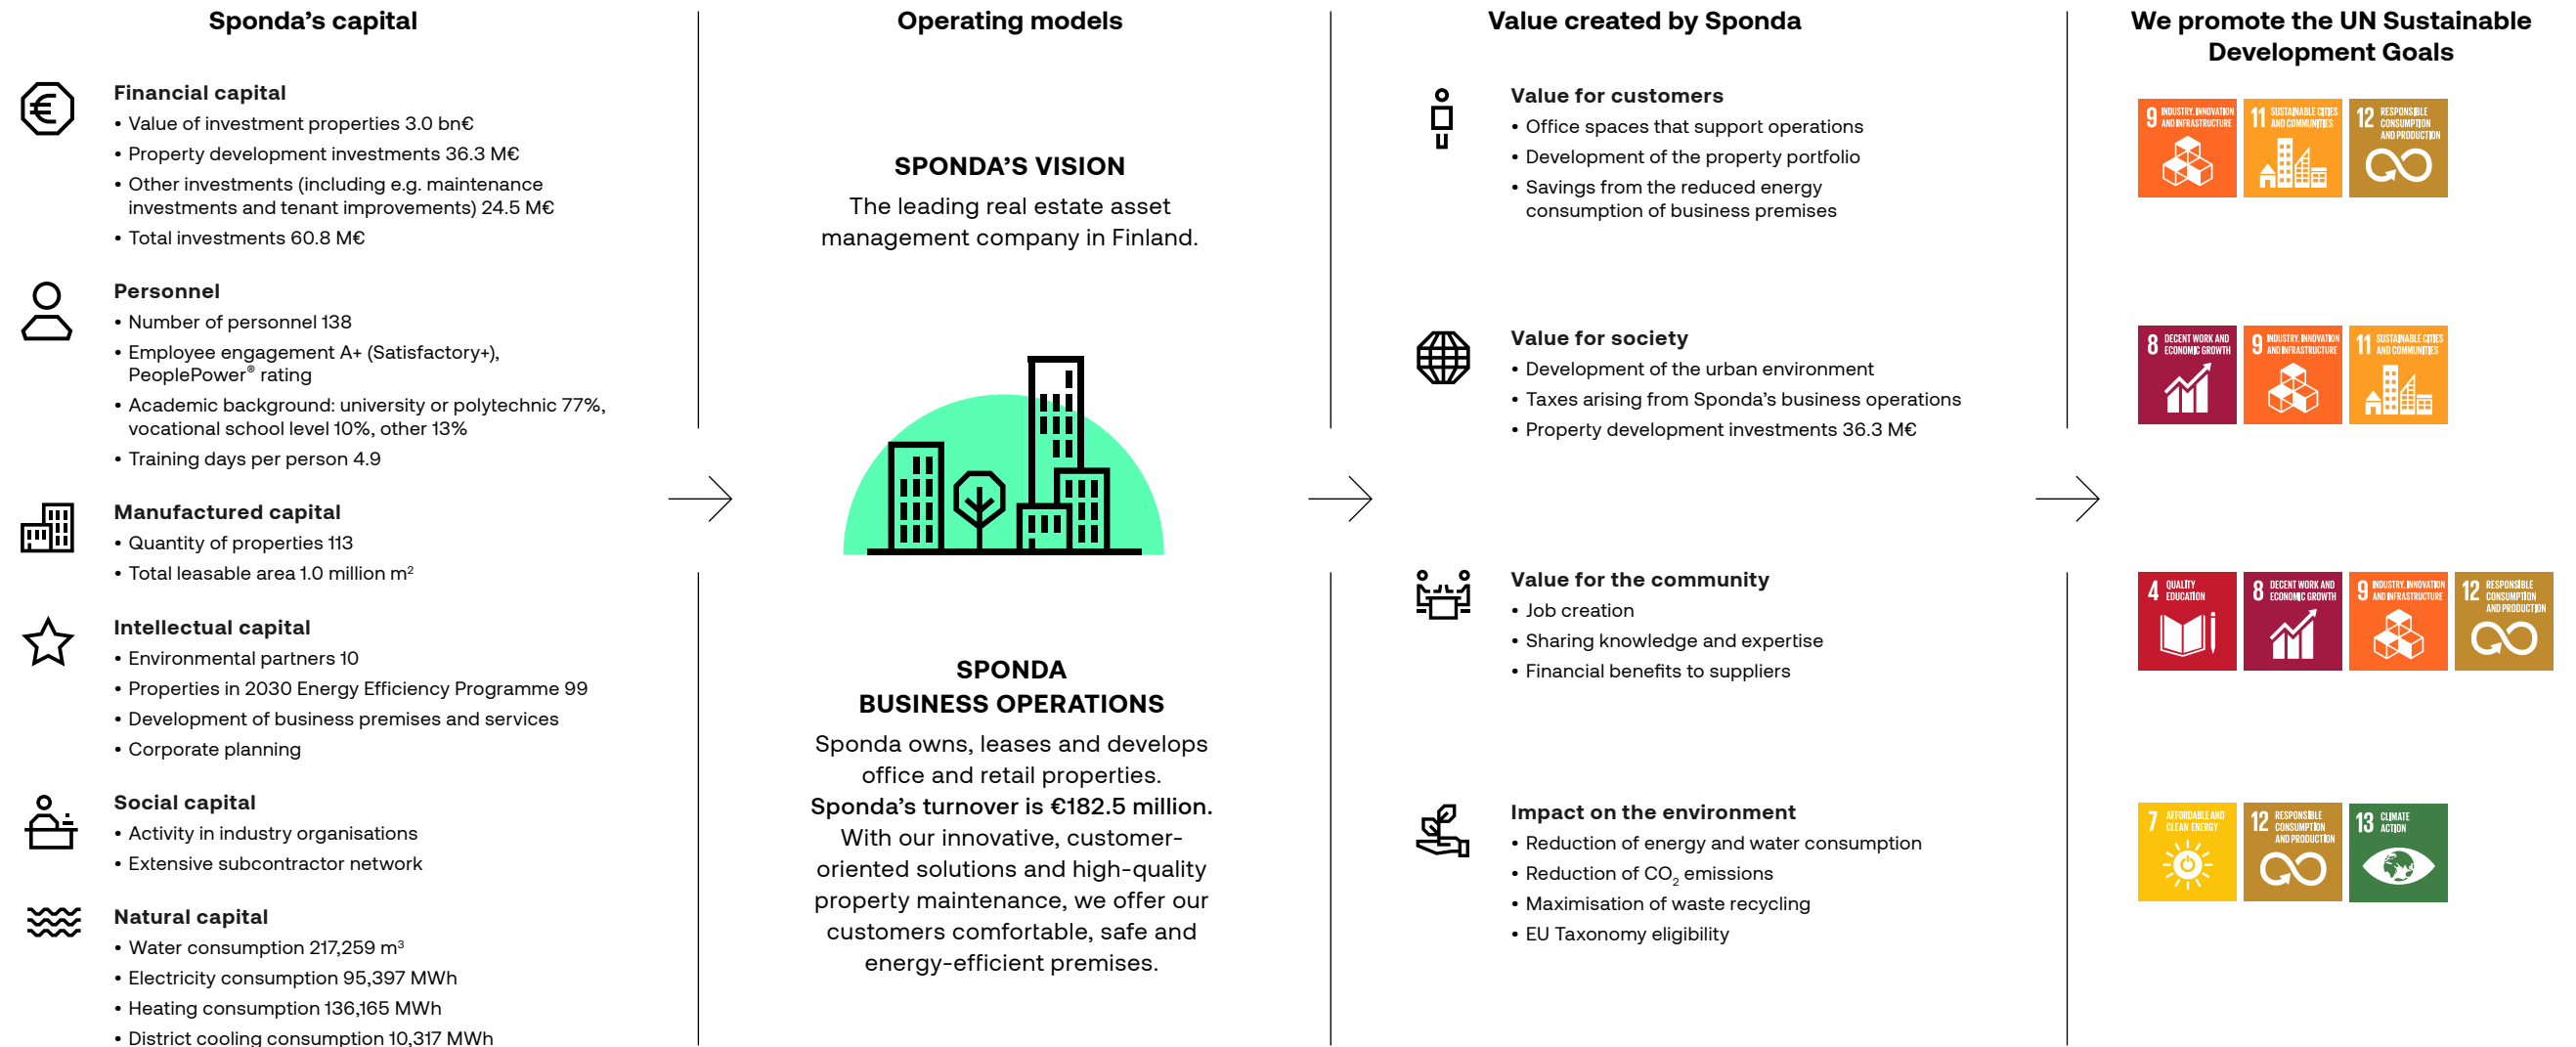 Sponda’s capital
Financial capital
• Value of investment properties 3.0 bn€
• Property development investments 36.3 M€
• Other investments (including e.g. maintenance
investments and tenant improvements) 24.5 M€
• Total investments 60.8 M€
Personnel
• Number of personnel 138
• Employee engagement A+ (Satisfactory+),
PeoplePower® rating
• Academic background: university or polytechnic 77%,
vocational school level 10%, other 13%
• Training days per person 4.9
Manufactured capital
• Quantity of properties 113
• Total leasable area 1.0 million m²
Intellectual capital
• Environmental partners 10
• Properties in 2030 Energy Efficiency Programme 99
• Development of business premises and services
• Corporate planning
Social capital
• Activity in industry organisations
• Extensive subcontractor network
Natural capital
• Water consumption 217,259 m³
• Electricity consumption 95,397 MWh
• Heating consumption 136,165 MWh
• District cooling consumption 10,317 MWh
Operating models
SPONDA’S VISION
The leading real estate asset
management company in Finland.
SPONDA
BUSINESS OPERATIONS
Sponda owns, leases and develops
office and retail properties.
Sponda’s turnover is €182.5 million.
With our innovative, customer-
oriented solutions and high-quality
property maintenance, we offer our
customers comfortable, safe and
energy-efficient premises.
Value created by Sponda
Value for customers
• Office spaces that support operations
• Development of the property portfolio
• Savings from the reduced energy
consumption of business premises
Value for society
• Development of the urban environment
• Taxes arising from Sponda’s business operations
• Property development investments 36.3 M€
Value for the community
• Job creation
• Sharing knowledge and expertise
• Financial benefits to suppliers
Impact on the environment
• Reduction of energy and water consumption
• Reduction of CO₂ emissions
• Maximisation of waste recycling
• EU Taxonomy eligibility
We promote the UN Sustainable
Development Goals
9 INDUSTRY, INNOVATION
AND INFRASTRUCTURE
11 SUSTAINABLE CITIES
AND COMMUNITIES
12 RESPONSIBLE
CONSUMPTION
AND PRODUCTION
8 DECENT WORK AND
ECONOMIC GROWTH
9 INDUSTRY, INNOVATION
AND INFRASTRUCTURE
11 SUSTAINABLE CITIES
AND COMMUNITIES
4 QUALITY
EDUCATION
8 DECENT WORK AND
ECONOMIC GROWTH
9 INDUSTRY, INNOVATION
AND INFRASTRUCTURE
12 RESPONSIBLE
CONSUMPTION
AND PRODUCTION
7 AFFORDABLE AND
CLEAN ENERGY
12 RESPONSIBLE
CONSUMPTION
AND PRODUCTION
13 CLIMATE
ACTION